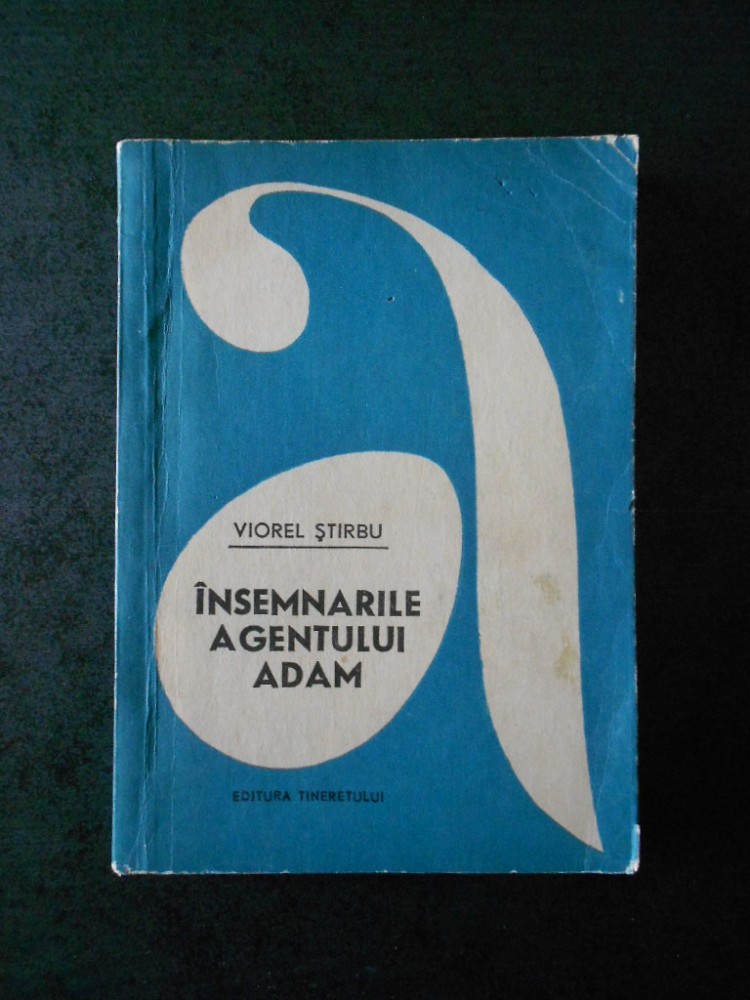 a
VIOREL ŞTIRBU
ÎNSEMNARILE
AGENTULUI
ADAM
EDITURA TINERETULUI